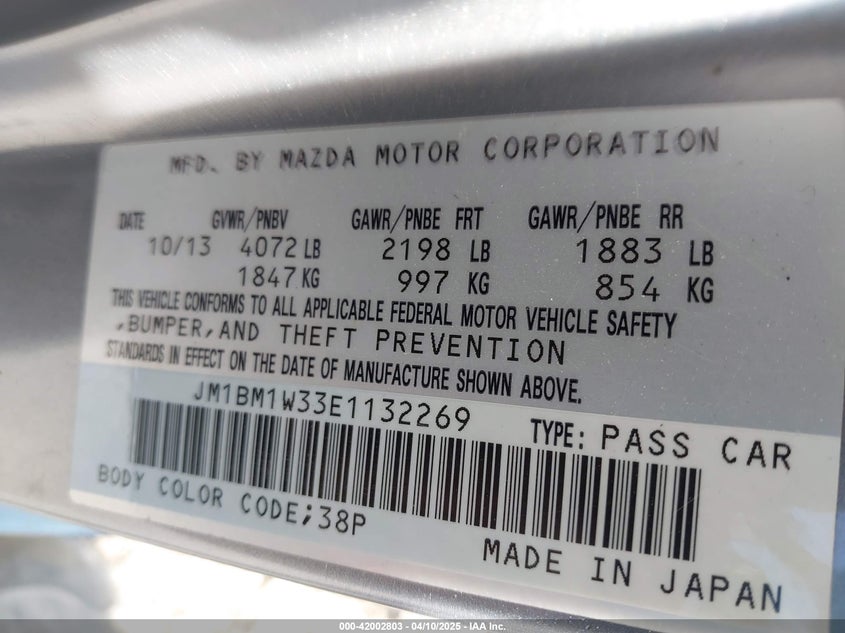 MFD. BY MAZDA MOTOR CORPORATION
DATE GVWR/PNBV GAWR/PNBE FRT GAWR/PNBE RR
10/13 4072 LB 2198 LB 1883 LB
1847 KG 997 KG 854 KG
THIS VEHICLE CONFORMS TO ALL APPLICABLE FEDERAL MOTOR VEHICLE SAFETY
,BUMPER,AND THEFT PREVENTION
STANDARDS IN EFFECT ON THE DATE OF MANUFACTURE SHOWN ABOVE.
JM1BM1W33E1132269 TYPE: PASS CAR
BODY COLOR CODE;38P
MADE IN JAPAN
000-42002803 - 04/10/2025 - IAA Inc.